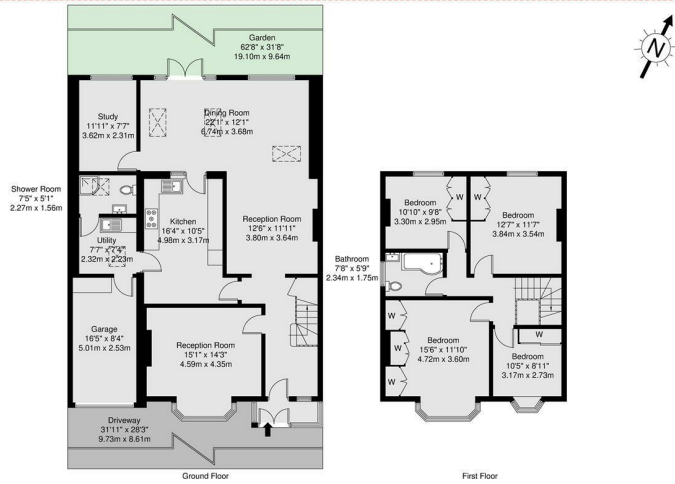 Garden
62'8" x 31'8"
19.10m x 9.64m
N
Study
11'11" x 7'7"
3.62m x 2.31m
Dining Room
22'1" x 12'1"
6.74m x 3.68m
Shower Room
7'5" x 5'1"
2.27m x 1.56m
Kitchen
16'4" x 10'5"
4.98m x 3.17m
Reception Room
12'6" x 11'11"
3.80m x 3.64m
Utility
7'7" x 7'4"
2.32m x 2.23m
Garage
16'5" x 8'4"
5.01m x 2.53m
Reception Room
15'1" x 14'3"
4.59m x 4.35m
Driveway
31'11" x 28'3"
9.73m x 8.61m
Ground Floor
Bedroom
10'10" x 9'8"
3.30m x 2.95m
W
W
Bedroom
12'7" x 11'7"
3.84m x 3.54m
Bathroom
7'8" x 5'9"
2.34m x 1.75m
W
W
W
Bedroom
15'6" x 11'10"
4.72m x 3.60m
W
Bedroom
10'5" x 8'11"
3.17m x 2.73m
First Floor